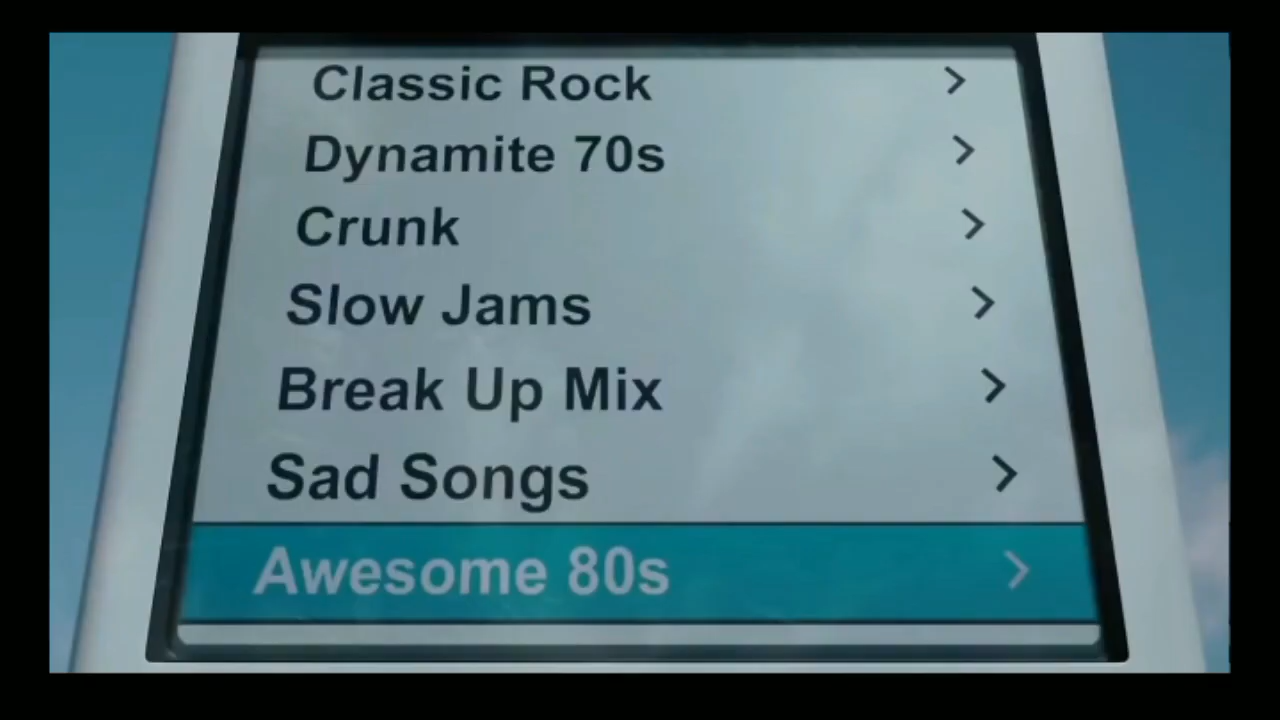 Classic Rock
Dynamite 70s
Crunk
Slow Jams
Break Up Mix
Sad Songs
Awesome 80s